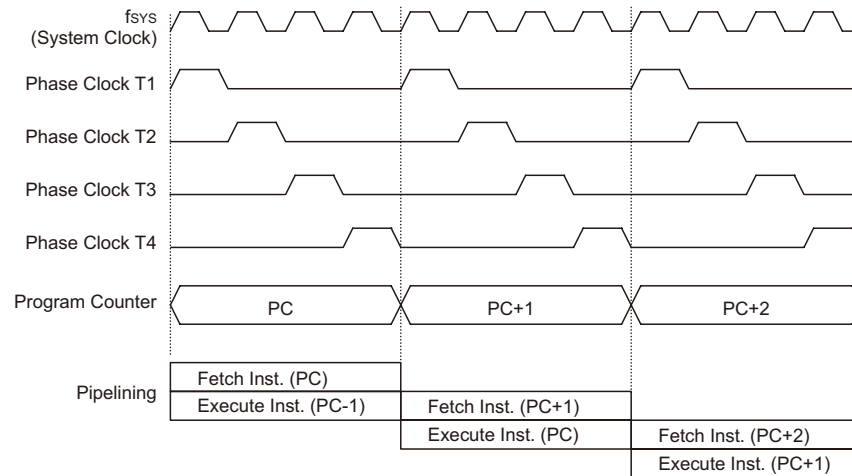 fSYS
(System Clock)
Phase Clock T1
Phase Clock T2
Phase Clock T3
Phase Clock T4
Program Counter
PC
PC+1
PC+2
Pipelining
Fetch Inst. (PC)
Execute Inst. (PC-1)
Fetch Inst. (PC+1)
Execute Inst. (PC)
Fetch Inst. (PC+2)
Execute Inst. (PC+1)